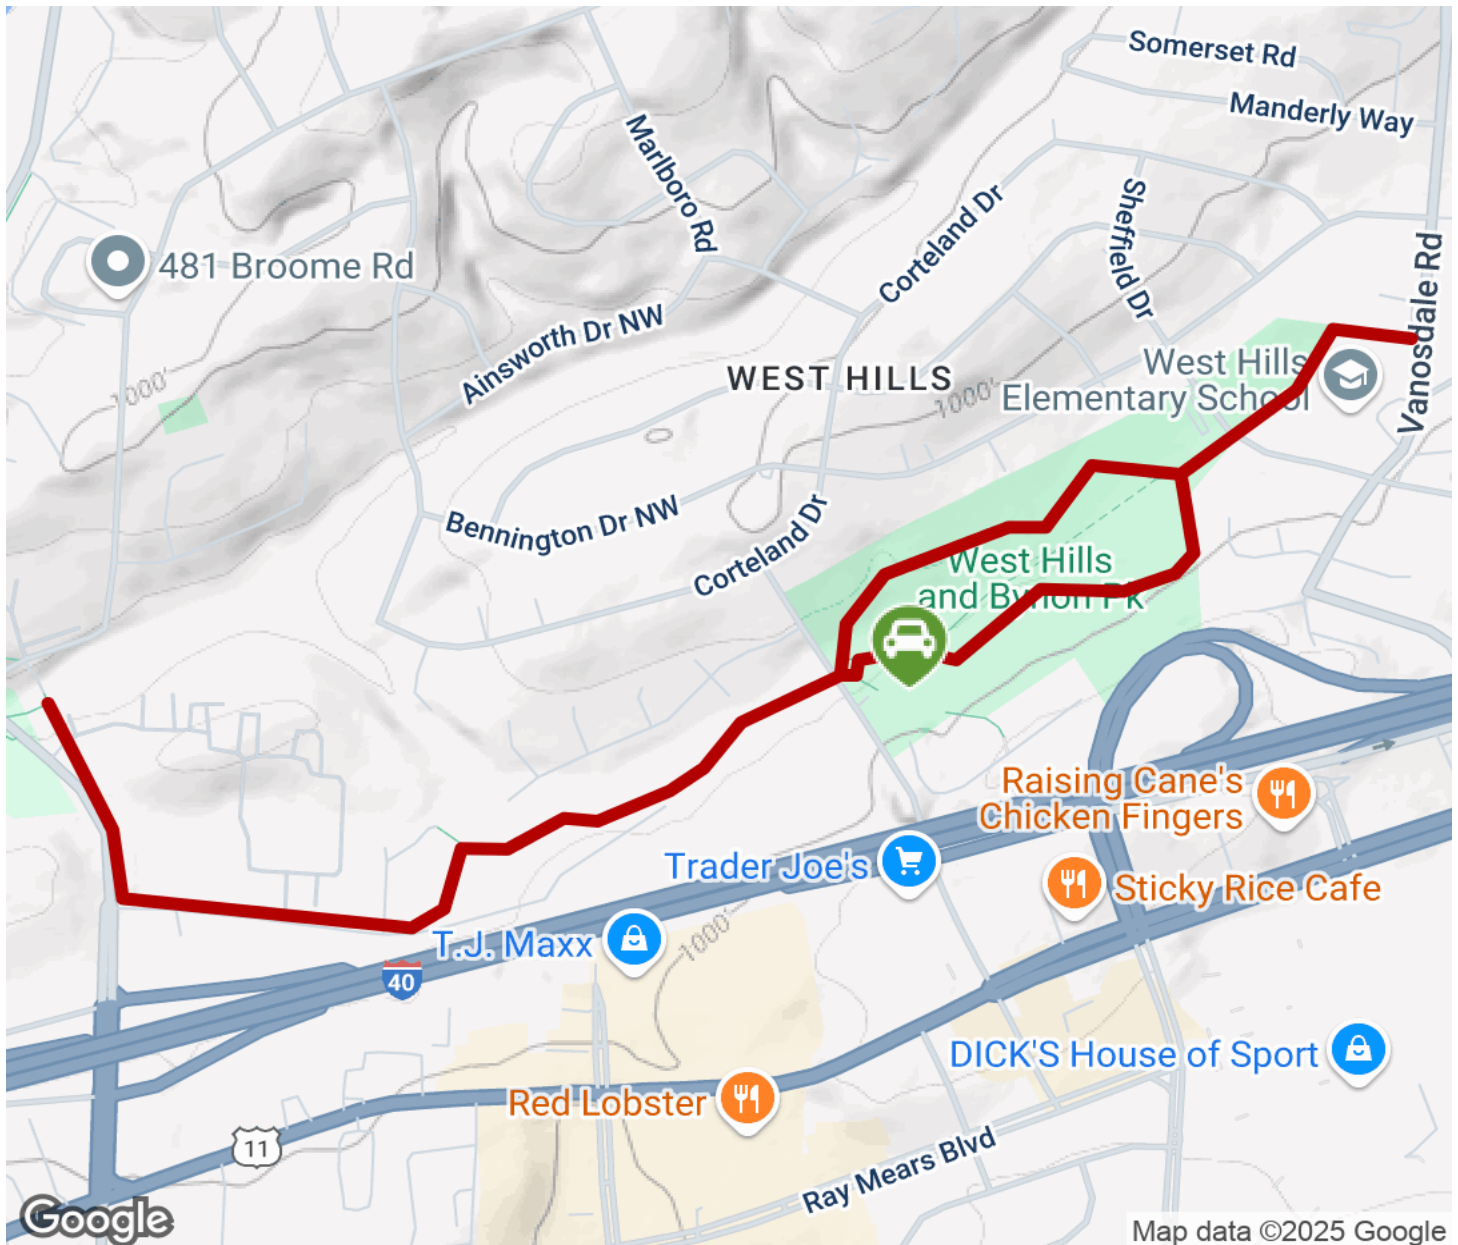 Somerset Rd
Manderly Way
Marlboro Rd
Sheffield Dr
Corteland Dr
481 Broome Rd
Vanosdale Rd
Ainsworth Dr NW
WEST HILLS
West Hills
Elementary School
1000'
1000'
Bennington Dr NW
Corteland Dr
West Hills
and Bynon Pk
Raising Cane's
Chicken Fingers
Trader Joe's
Sticky Rice Cafe
T.J. Maxx
1000'
40
DICK'S House of Sport
Red Lobster
11
Ray Mears Blvd
Google
Map data ©2025 Google